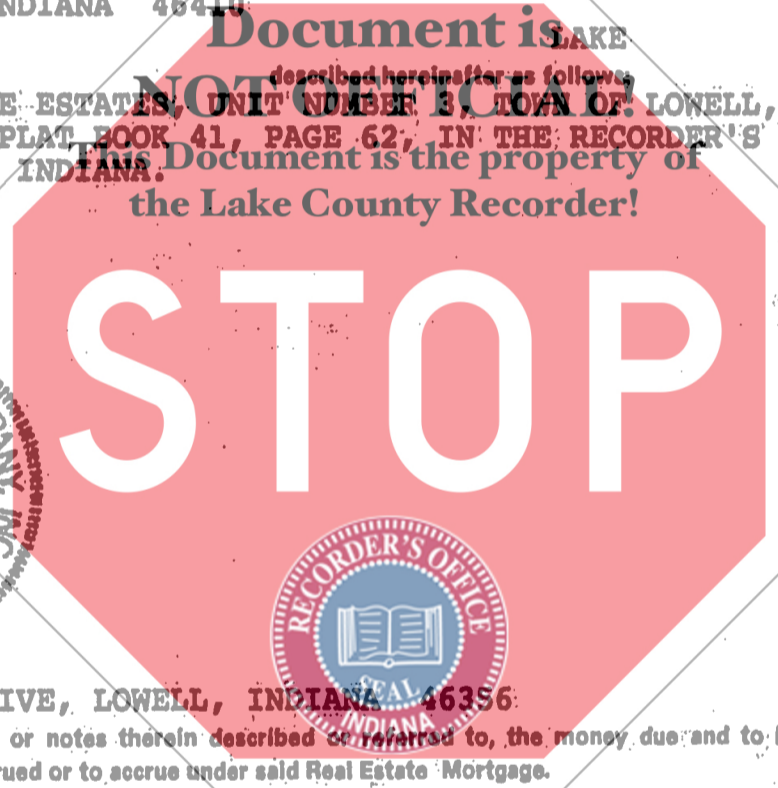 NDIANA 46410
Document is
LAKE
described hereinafter as follows
NOT OFFICIAL!
E ESTATES, UNIT NUMBER 3, TOWN OF LOWELL,
PLAT BOOK 41, PAGE 62, IN THE RECORDER'S
This Document is the property of
INDIANA.
the Lake County Recorder!
STOP
RECORDER'S OFFICE
SEAL
INDIANA
IVE, LOWELL, INDIANA 46356
or notes therein described or referred to, the money due and to
rued or to accrue under said Real Estate Mortgage.